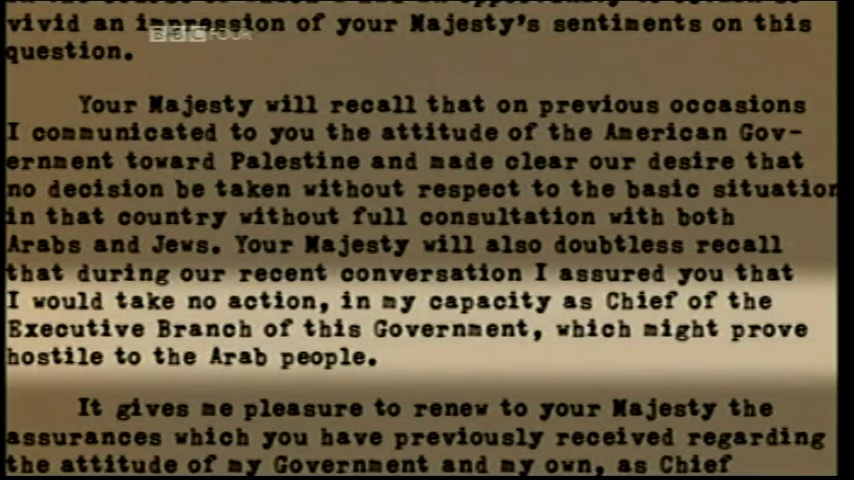 vivid an impression of your Majesty's sentiments on this
BBC FOUR
question.
Your Majesty will recall that on previous occasions
I communicated to you the attitude of the American Gov-
ernment toward Palestine and made clear our desire that
no decision be taken without respect to the basic situation
in that country without full consultation with both
Arabs and Jews. Your Majesty will also doubtless recall
that during our recent conversation I assured you that
I would take no action, in my capacity as Chief of the
Executive Branch of this Government, which might prove
hostile to the Arab people.
It gives me pleasure to renew to your Majesty the
assurances which you have previously received regarding
the attitude of my Government and my own, as Chief